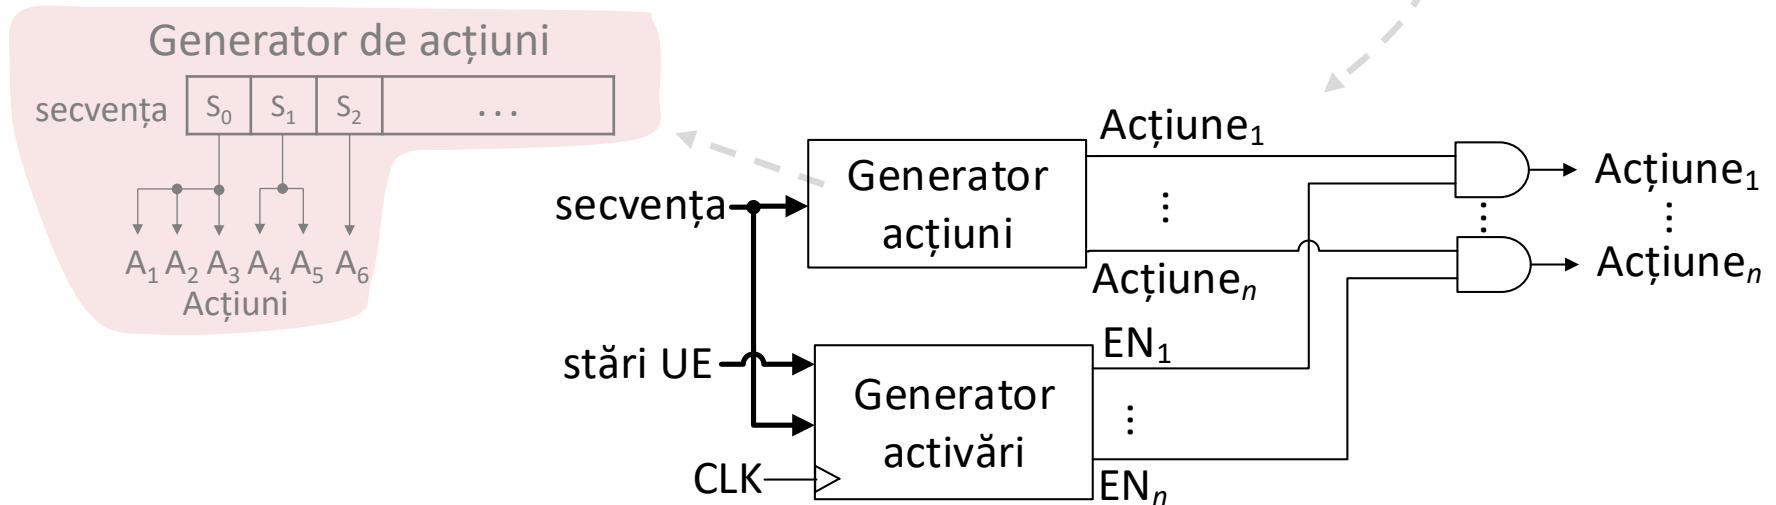 Generator de acțiuni
secvența S0 S1 S2 ...
A1 A2 A3 A4 A5 A6
Acțiuni
secvența
Generator
acțiuni
Acțiune1
⋮
Acțiunen
Acțiune1
⋮
Acțiunen
stări UE
CLK
Generator
activări
EN1
⋮
ENn